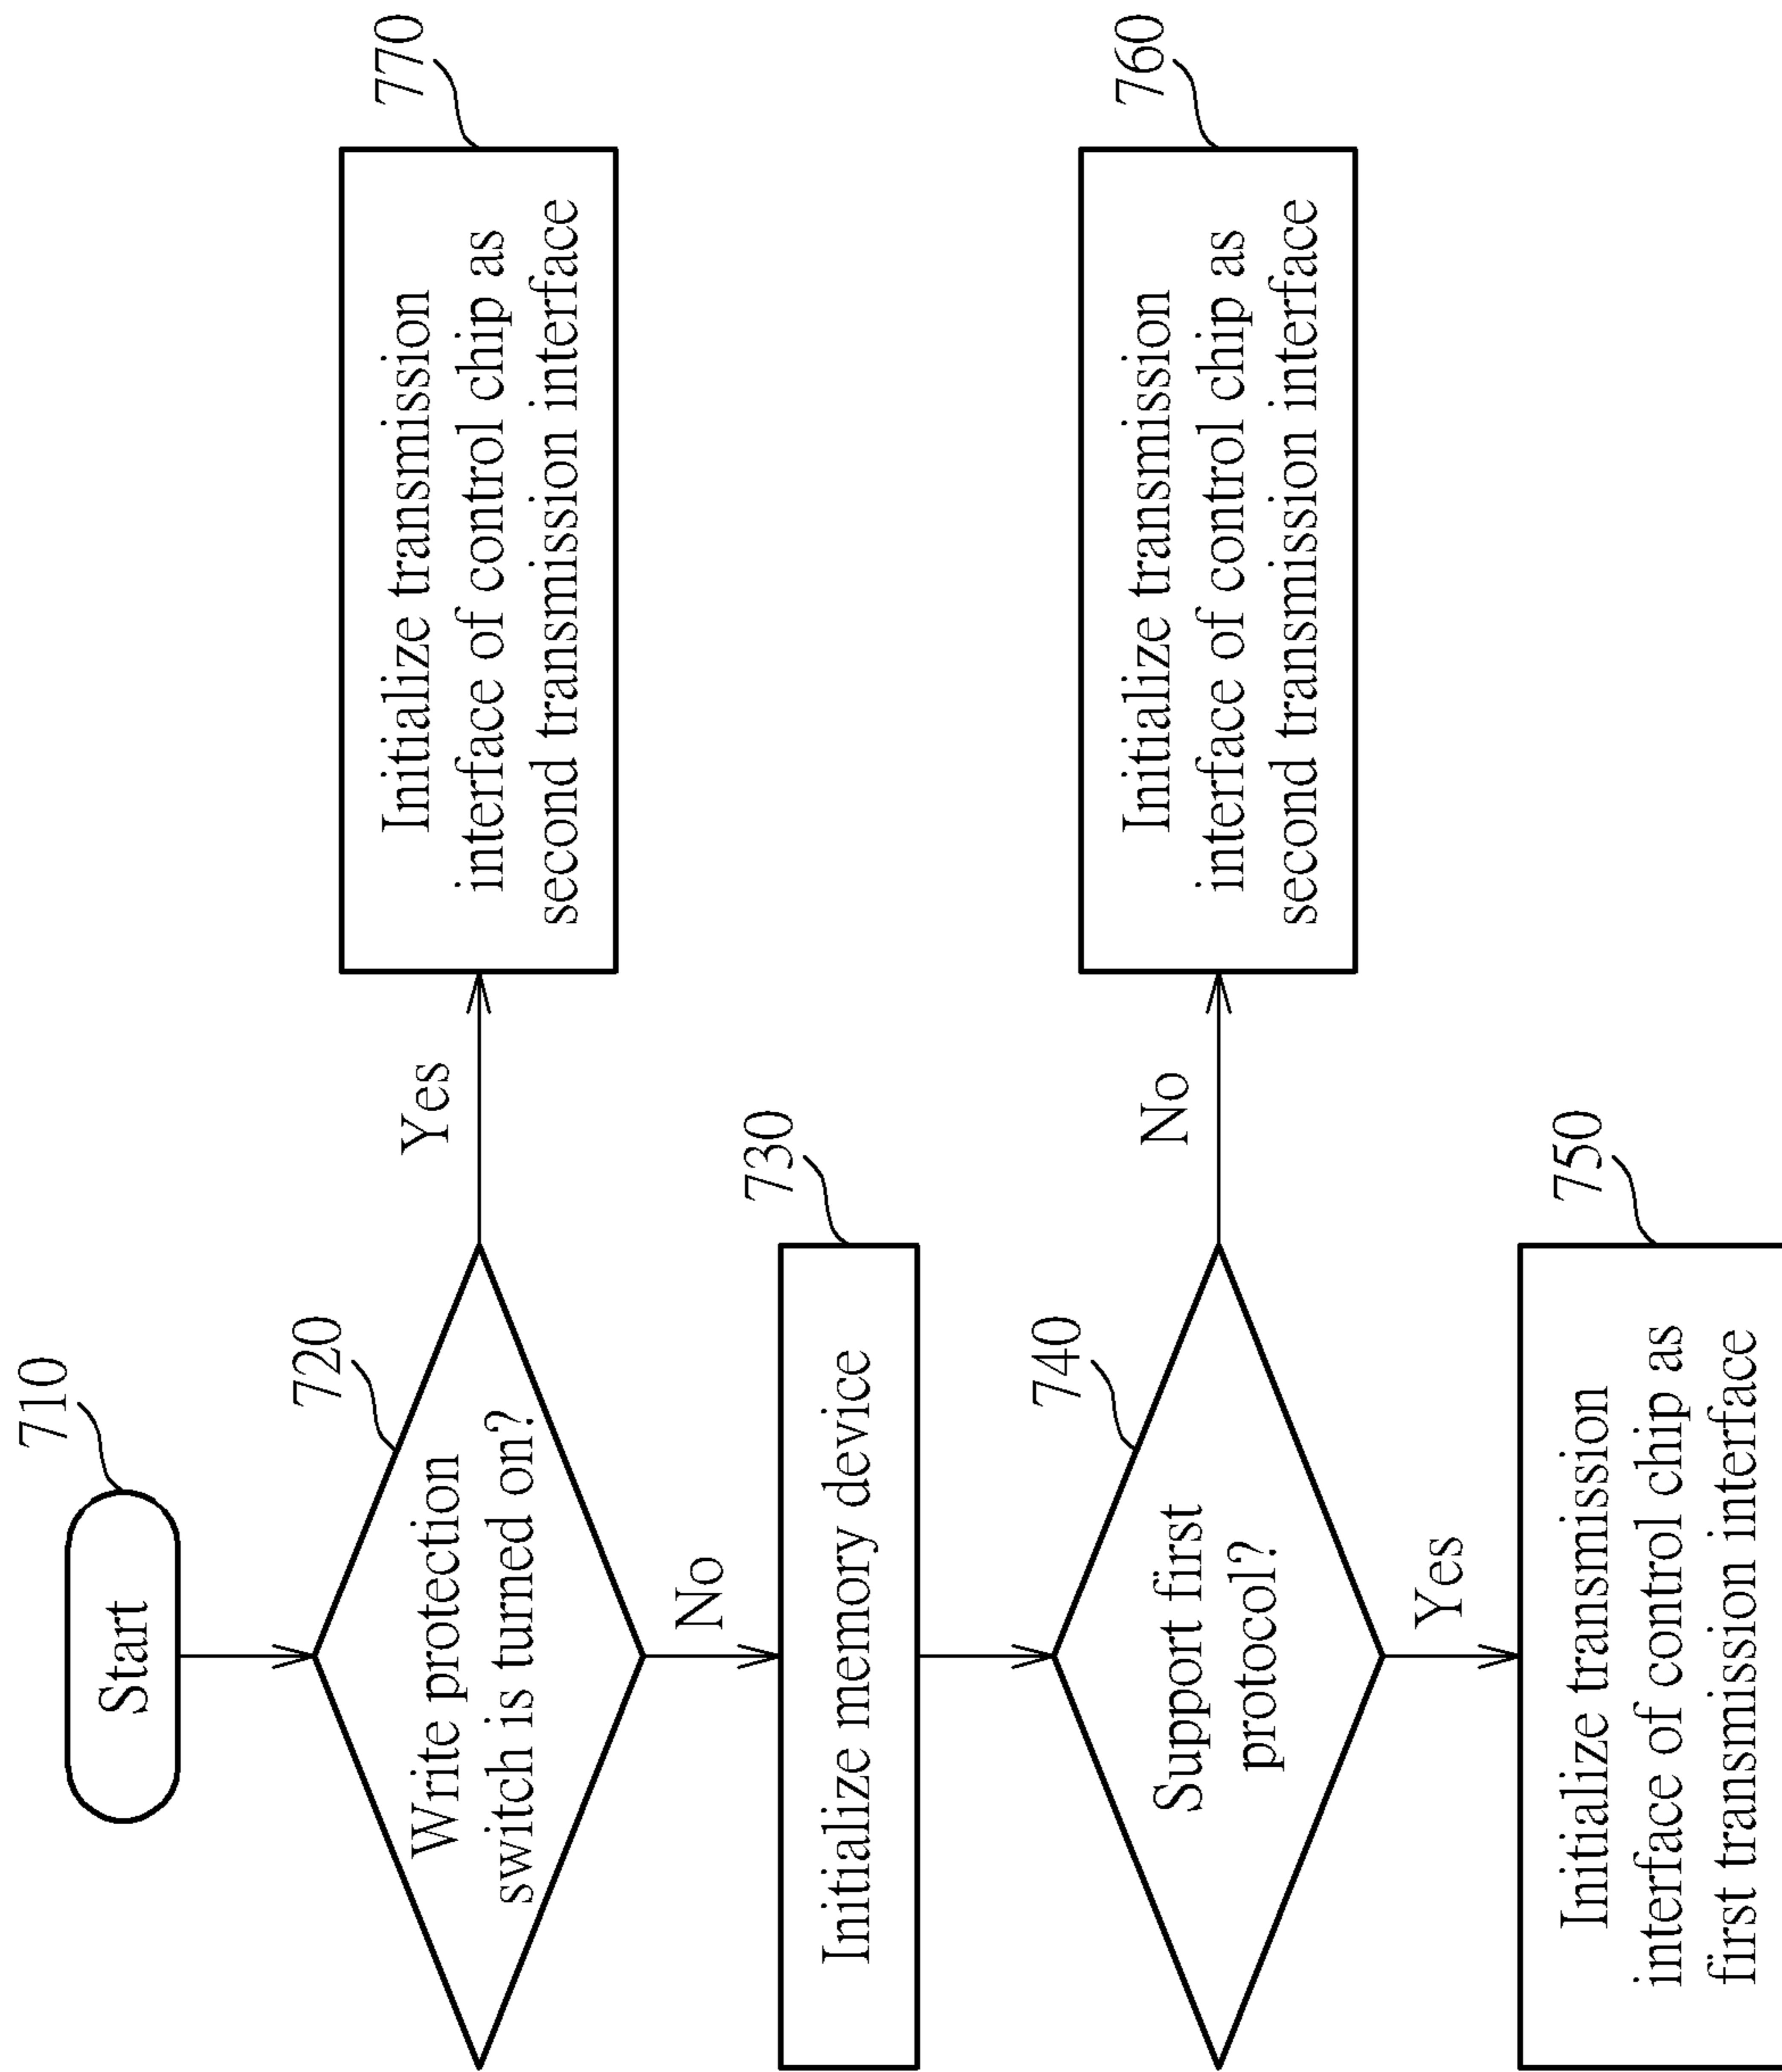 Start
710
Write protection
switch is turned on?
720
Yes
Initialize transmission
interface of control chip as
second transmission interface
770
No
Initialize memory device
730
Support first
protocol?
740
No
Initialize transmission
interface of control chip as
second transmission interface
760
Yes
Initialize transmission
interface of control chip as
first transmission interface
750